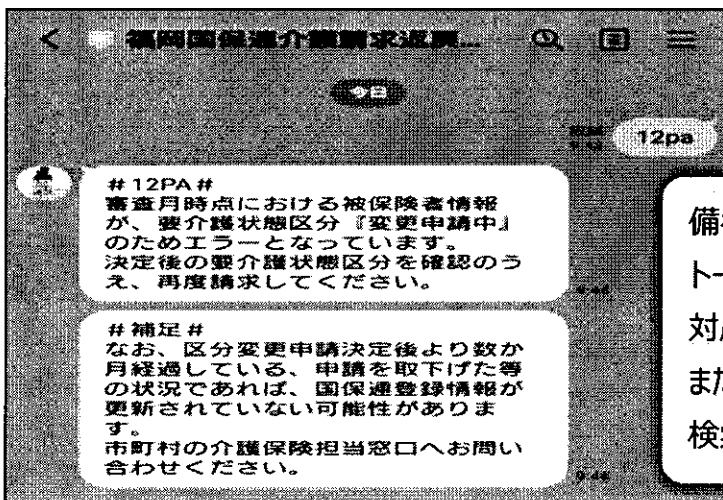 福岡国保連介護請求返戻...
今日
12pa
#12PA#
審査月時点における被保険者情報
が、要介護状態区分『変更申請中』
のためエラーとなっています。
決定後の要介護状態区分を確認のう
え、再度請求してください。
#補足#
なお、区分変更申請決定後より数か
月経過している、申請を取下げた等
の状況であれば、国保連登録情報が
更新されていない可能性がありま
す。
市町村の介護保険担当窓口へお問い
合わせください。
備
トー
対
また
検